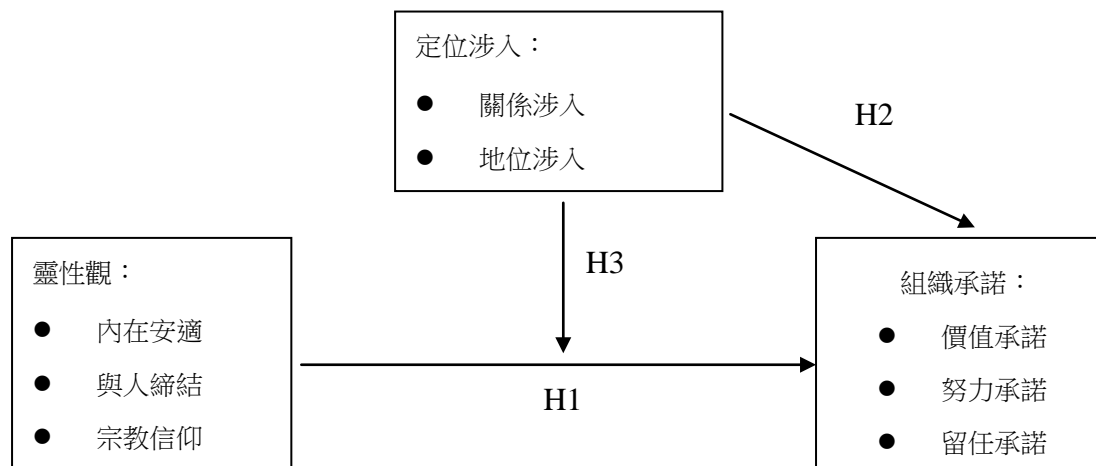 定位涉入：
● 關係涉入
● 地位涉入
H2
H3
靈性觀：
● 內在安適
● 與人締結
● 宗教信仰
H1
組織承諾：
● 價值承諾
● 努力承諾
● 留任承諾